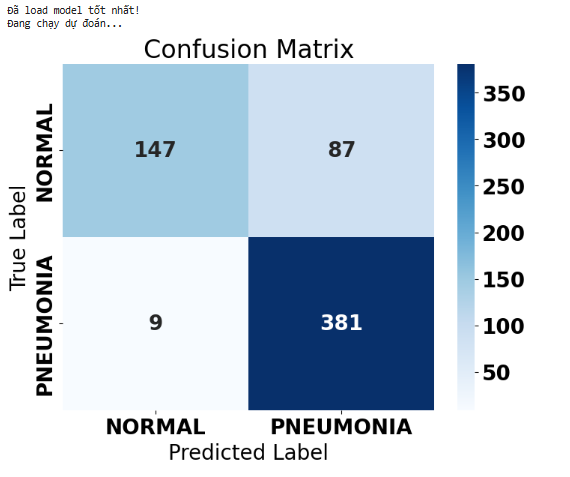 Đã load model tốt nhất!
Đang chạy dự đoán...
Confusion Matrix
NORMAL
147
87
PNEUMONIA
9
381
True Label
NORMAL
PNEUMONIA
Predicted Label
350
300
250
200
150
100
50